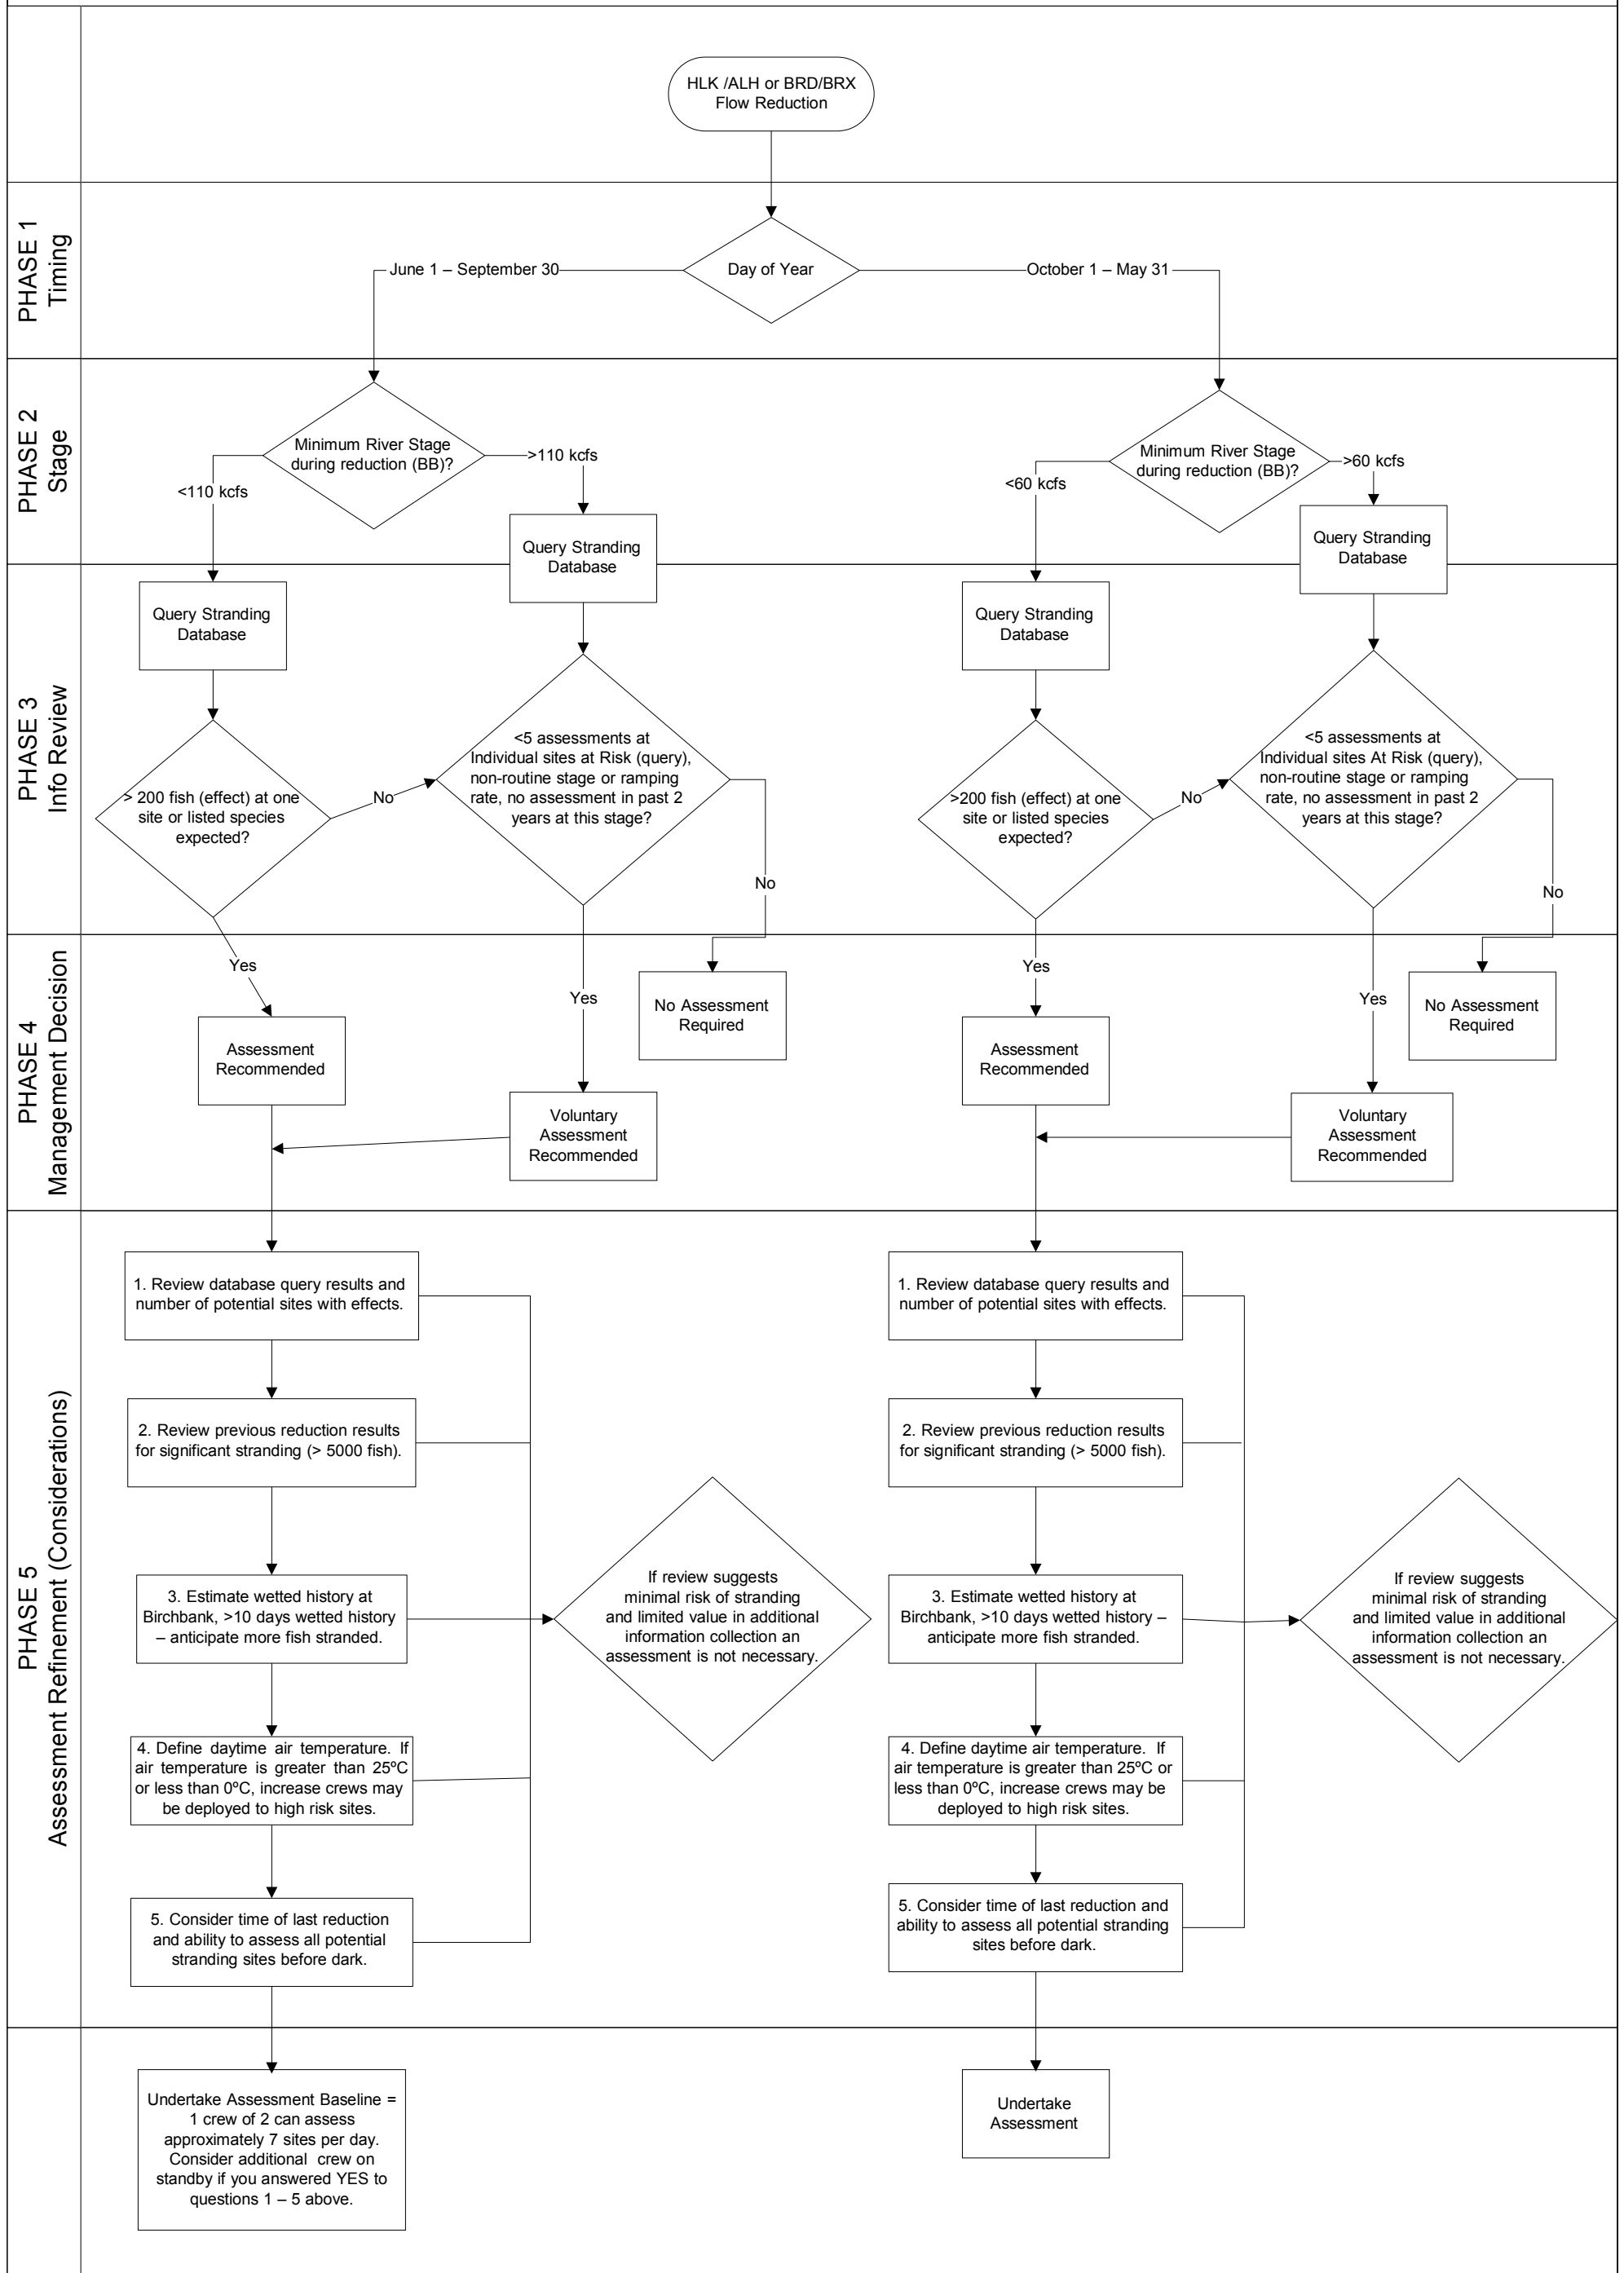 HLK /ALH or BRD/BRX
Flow Reduction
PHASE 1
Timing
June 1 – September 30
Day of Year
October 1 – May 31
PHASE 2
Stage
Minimum River Stage
during reduction (BB)?
>110 kcfs
<110 kcfs
Query Stranding
Database
Minimum River Stage
during reduction (BB)?
>60 kcfs
<60 kcfs
Query Stranding
Database
PHASE 3
Info Review
Query Stranding
Database
> 200 fish (effect) at one
site or listed species
expected?
No
<5 assessments at
Individual sites at Risk (query),
non-routine stage or ramping
rate, no assessment in past 2
years at this stage?
No
Query Stranding
Database
>200 fish (effect) at one
site or listed species
expected?
No
<5 assessments at
Individual sites At Risk (query),
non-routine stage or ramping
rate, no assessment in past 2
years at this stage?
No
PHASE 4
Management Decision
Yes
Assessment
Recommended
Yes
Voluntary
Assessment
Recommended
No Assessment
Required
Yes
Assessment
Recommended
Yes
Voluntary
Assessment
Recommended
No Assessment
Required
PHASE 5
Assessment Refinement (Considerations)
1. Review database query results and
number of potential sites with effects.
2. Review previous reduction results
for significant stranding (> 5000 fish).
3. Estimate wetted history at
Birchbank, >10 days wetted history
– anticipate more fish stranded.
4. Define daytime air temperature. If
air temperature is greater than 25ºC
or less than 0ºC, increase crews may
be deployed to high risk sites.
5. Consider time of last reduction
and ability to assess all potential
stranding sites before dark.
If review suggests
minimal risk of stranding
and limited value in additional
information collection an
assessment is not necessary.
1. Review database query results and
number of potential sites with effects.
2. Review previous reduction results
for significant stranding (> 5000 fish).
3. Estimate wetted history at
Birchbank, >10 days wetted history –
anticipate more fish stranded.
4. Define daytime air temperature. If
air temperature is greater than 25ºC or
less than 0ºC, increase crews may be
deployed to high risk sites.
5. Consider time of last reduction and
ability to assess all potential stranding
sites before dark.
If review suggests
minimal risk of stranding
and limited value in additional
information collection an
assessment is not necessary.
Undertake Assessment Baseline =
1 crew of 2 can assess
approximately 7 sites per day.
Consider additional crew on
standby if you answered YES to
questions 1 – 5 above.
Undertake
Assessment